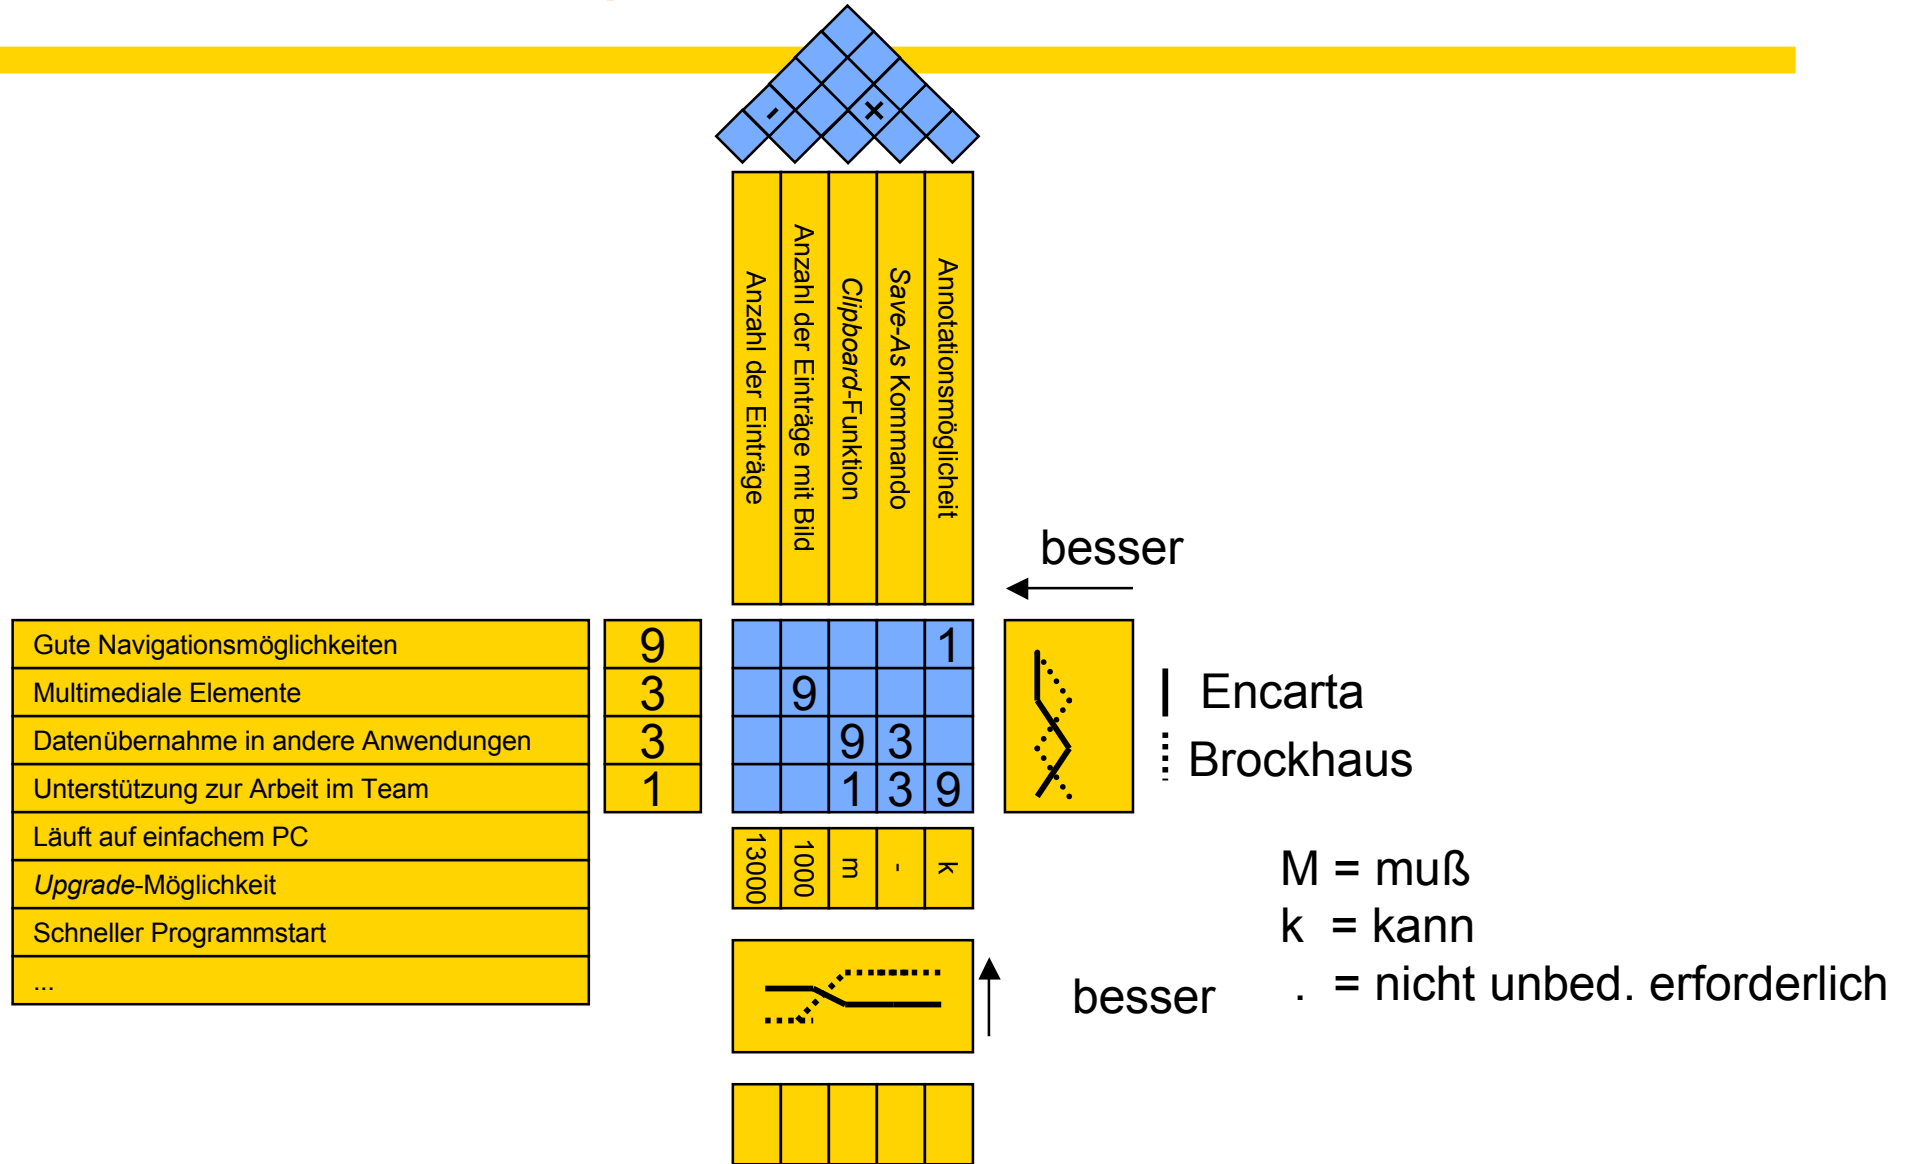 -
+
Anzahl der Einträge
Anzahl der Einträge mit Bild
Clipboard-Funktion
Save-As Kommando
Annotationsmöglicheit
besser
Gute Navigationsmöglichkeiten 9 1
Multimediale Elemente 3 9
Datenübernahme in andere Anwendungen 3 9 3
Unterstützung zur Arbeit im Team 1 1 3 9
Läuft auf einfachem PC
Upgrade-Möglichkeit
Schneller Programmstart
...
Encarta
Brockhaus
13000 1000 m - k
besser
M = muß
k = kann
. = nicht unbed. erforderlich